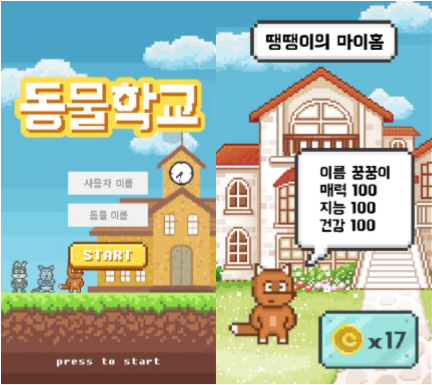 동물학교
사용자 이름
동물 이름
START
press to start
땡땡이의 마이홈
이름 꿍꿍이
매력 100
지능 100
건감 100
C x17